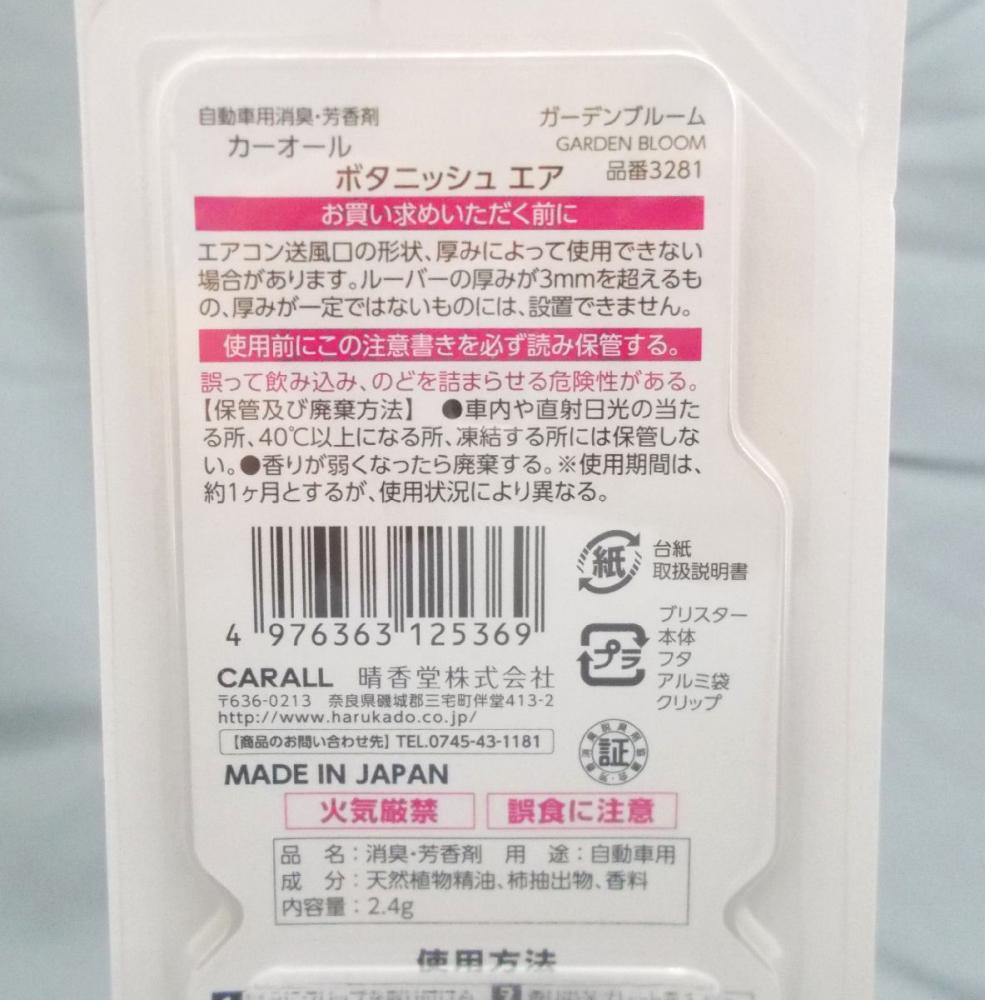 自動車用消臭・芳香剤
カーオール
ガーデンブルーム
GARDEN BLOOM
ボタニッシュ エア
品番3281
お買い求めいただく前に
エアコン送風口の形状、厚みによって使用できない
場合があります。ルーバーの厚みが3mmを超えるも
の、厚みが一定ではないものには、設置できません。
使用前にこの注意書きを必ず読み保管する。
誤って飲み込み、のどを詰まらせる危険性がある。
【保管及び廃棄方法】 ●車内や直射日光の当た
る所、40℃以上になる所、凍結する所には保管しな
い。●香りが弱くなったら廃棄する。※使用期間は、
約1ヶ月とするが、使用状況により異なる。
4 976363 125369
紙
台紙
取扱説明書
プラ
ブリスター
本体
フタ
アルミ袋
クリップ
CARALL 晴香堂株式会社
〒636-0213 奈良県磯城郡三宅町伴堂413-2
http://www.harukado.co.jp/
【商品のお問い合わせ先】TEL.0745-43-1181
証
MADE IN JAPAN
火気厳禁 誤食に注意
品 名：消臭・芳香剤 用 途：自動車用
成 分：天然植物精油、柿抽出物、香料
内容量：2.4g
使用方法